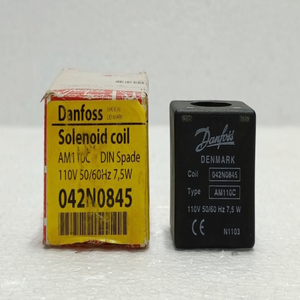 Danfoss
Solenoid coil
AM110C DIN Spade
110V 50/60Hz 7,5W
042N0845
Danfoss
DENMARK
Coil 042N0845
Type AM110C
110V 50/60 Hz 7,5 W
N1103